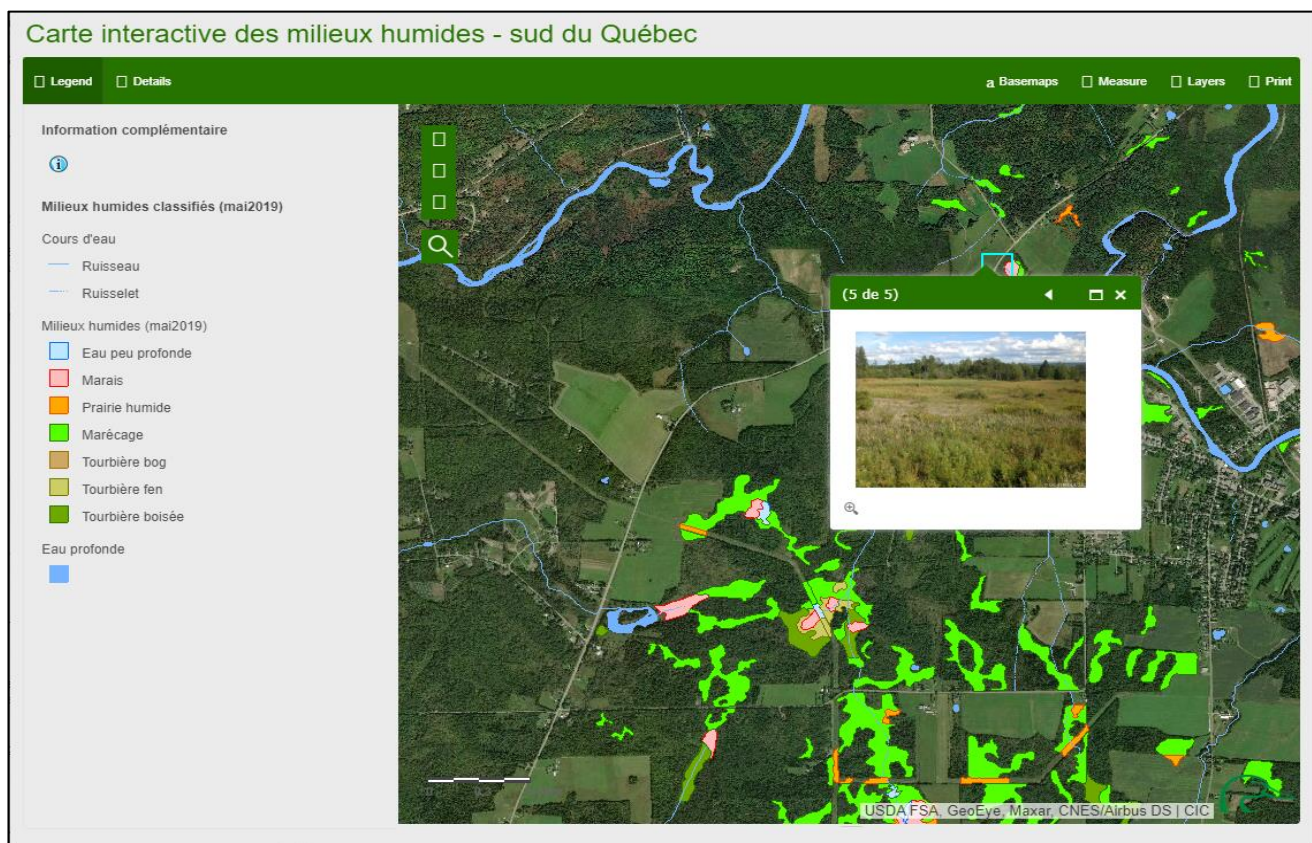 Carte interactive des milieux humides - sud du Québec
Legend
Details
a Basemaps
Measure
Layers
Print
Information complémentaire
Milieux humides classifiés (mai2019)
Cours d'eau
Ruisseau
Ruisselet
Milieux humides (mai2019)
Eau peu profonde
Marais
Prairie humide
Marécage
Tourbière bog
Tourbière fen
Tourbière boisée
Eau profonde
(5 de 5)
USDA FSA, GeoEye, Maxar, CNES/Airbus DS | CIC